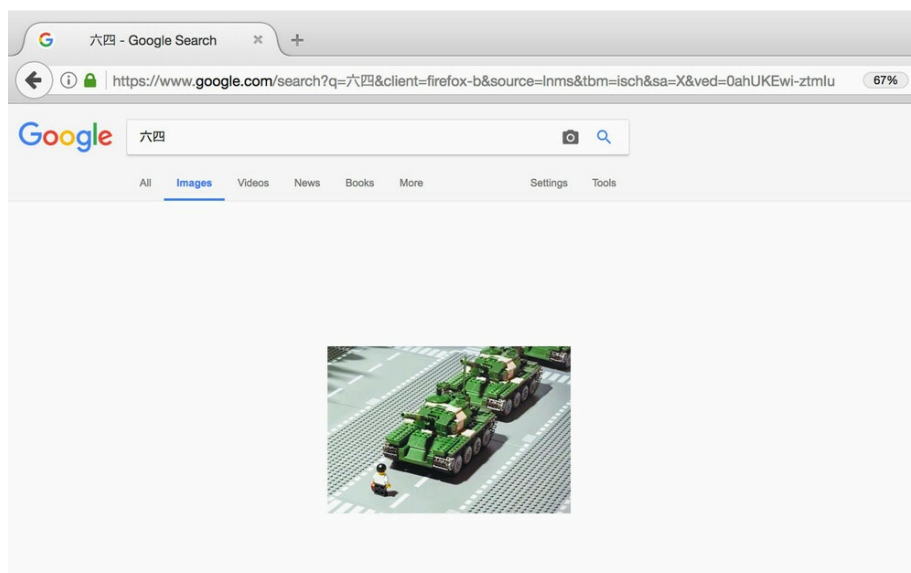 六四 - Google Search
https://www.google.com/search?q=六四&client=firefox-b&source=lnms&tbm=isch&sa=X&ved=0ahUKEwi-ztmlu 67%
Google 六四
All Images Videos News Books More Settings Tools